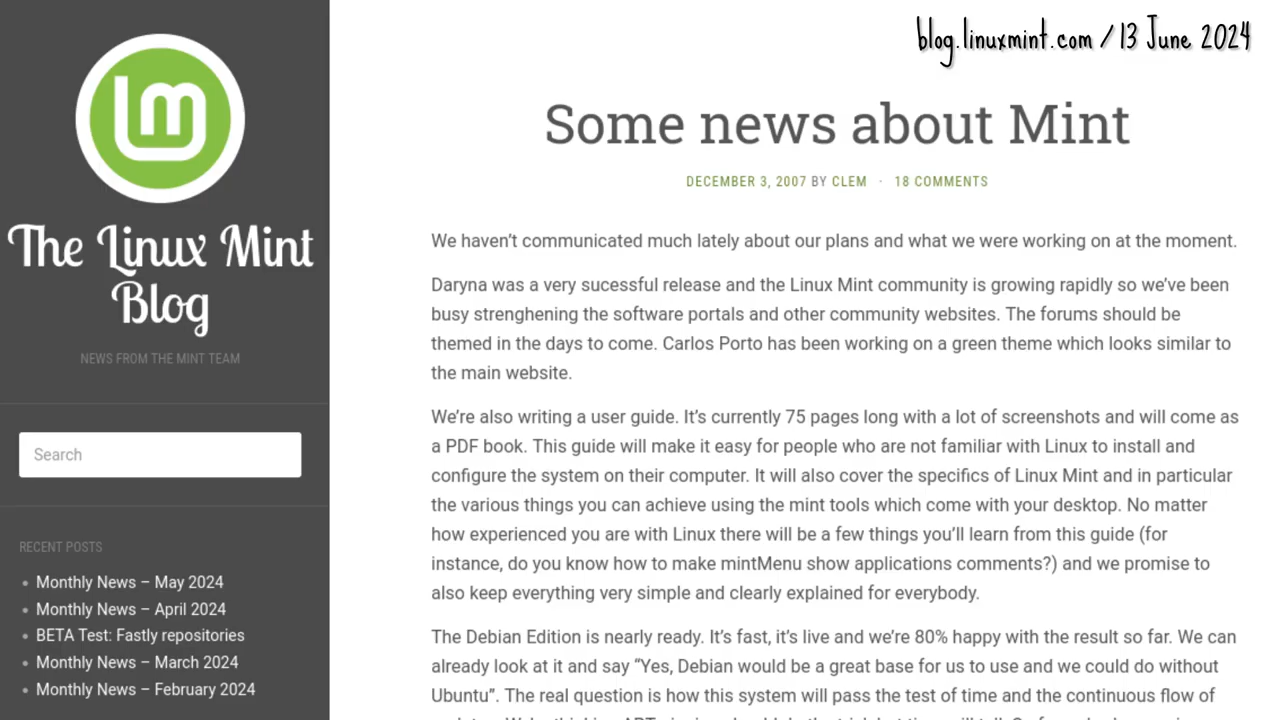 blog.linuxmint.com / 13 June 2024
lm
The Linux Mint
Blog
NEWS FROM THE MINT TEAM
Search
RECENT POSTS
• Monthly News – May 2024
• Monthly News – April 2024
• BETA Test: Fastly repositories
• Monthly News – March 2024
• Monthly News – February 2024
Some news about Mint
DECEMBER 3, 2007 BY CLEM · 18 COMMENTS
We haven’t communicated much lately about our plans and what we were working on at the moment.
Daryna was a very sucessful release and the Linux Mint community is growing rapidly so we’ve been
busy strenghening the software portals and other community websites. The forums should be
themed in the days to come. Carlos Porto has been working on a green theme which looks similar to
the main website.
We’re also writing a user guide. It’s currently 75 pages long with a lot of screenshots and will come as
a PDF book. This guide will make it easy for people who are not familiar with Linux to install and
configure the system on their computer. It will also cover the specifics of Linux Mint and in particular
the various things you can achieve using the mint tools which come with your desktop. No matter
how experienced you are with Linux there will be a few things you’ll learn from this guide (for
instance, do you know how to make mintMenu show applications comments?) and we promise to
also keep everything very simple and clearly explained for everybody.
The Debian Edition is nearly ready. It’s fast, it’s live and we’re 80% happy with the result so far. We can
already look at it and say “Yes, Debian would be a great base for us to use and we could do without
Ubuntu”. The real question is how this system will pass the test of time and the continuous flow of